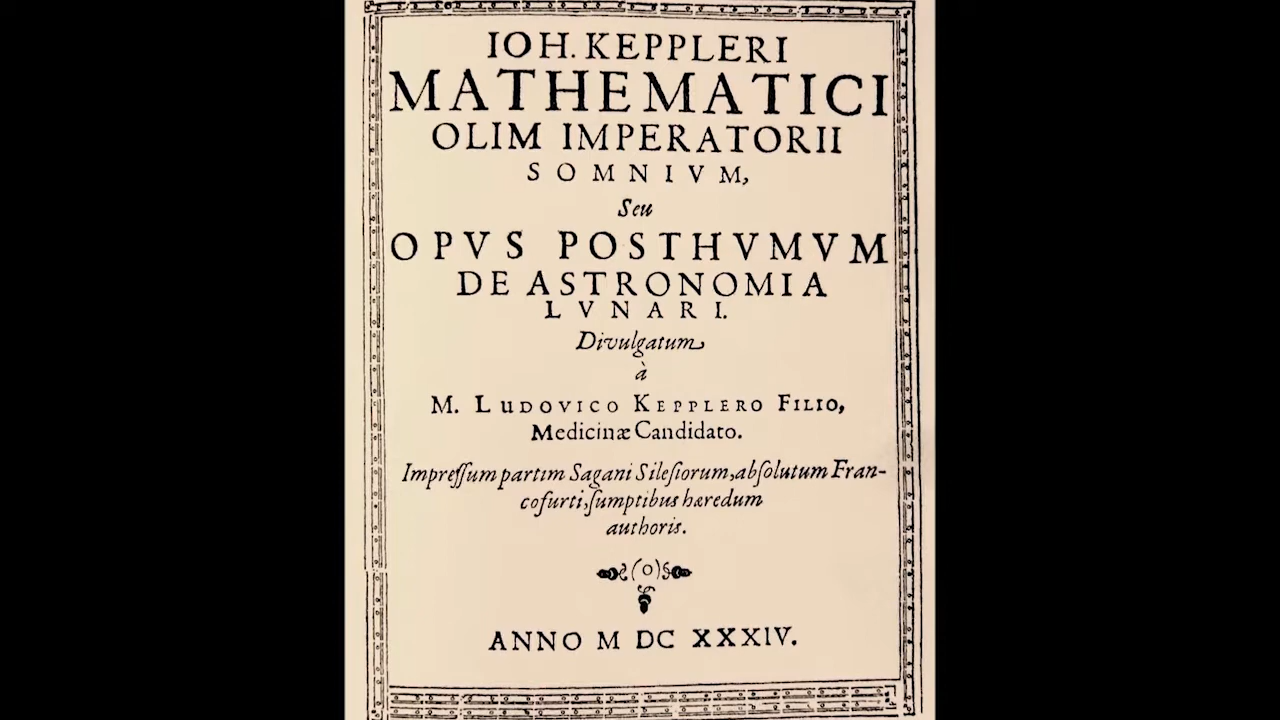 IOH. KEPPLERI
MATHEMATICI
OLIM IMPERATORII
SOMNIVM,
Seu
OPVS POSTHVMVM
DE ASTRONOMIA
LVNARI.
Divulgatum
à
M. LUDOVICO KEPPLERO FILIO,
Medicinæ Candidato.
Impreſſum partim Sagani Sileſiorum, abſolutum Fran-
cofurti, ſumptibus hæredum
authoris.
(o)
ANNO M DC XXXIV.